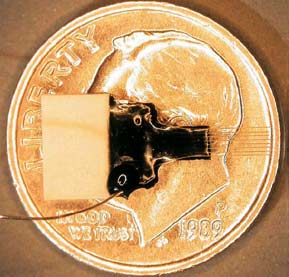 LIBERTY
IN GOD
WE TRUST
P
1989